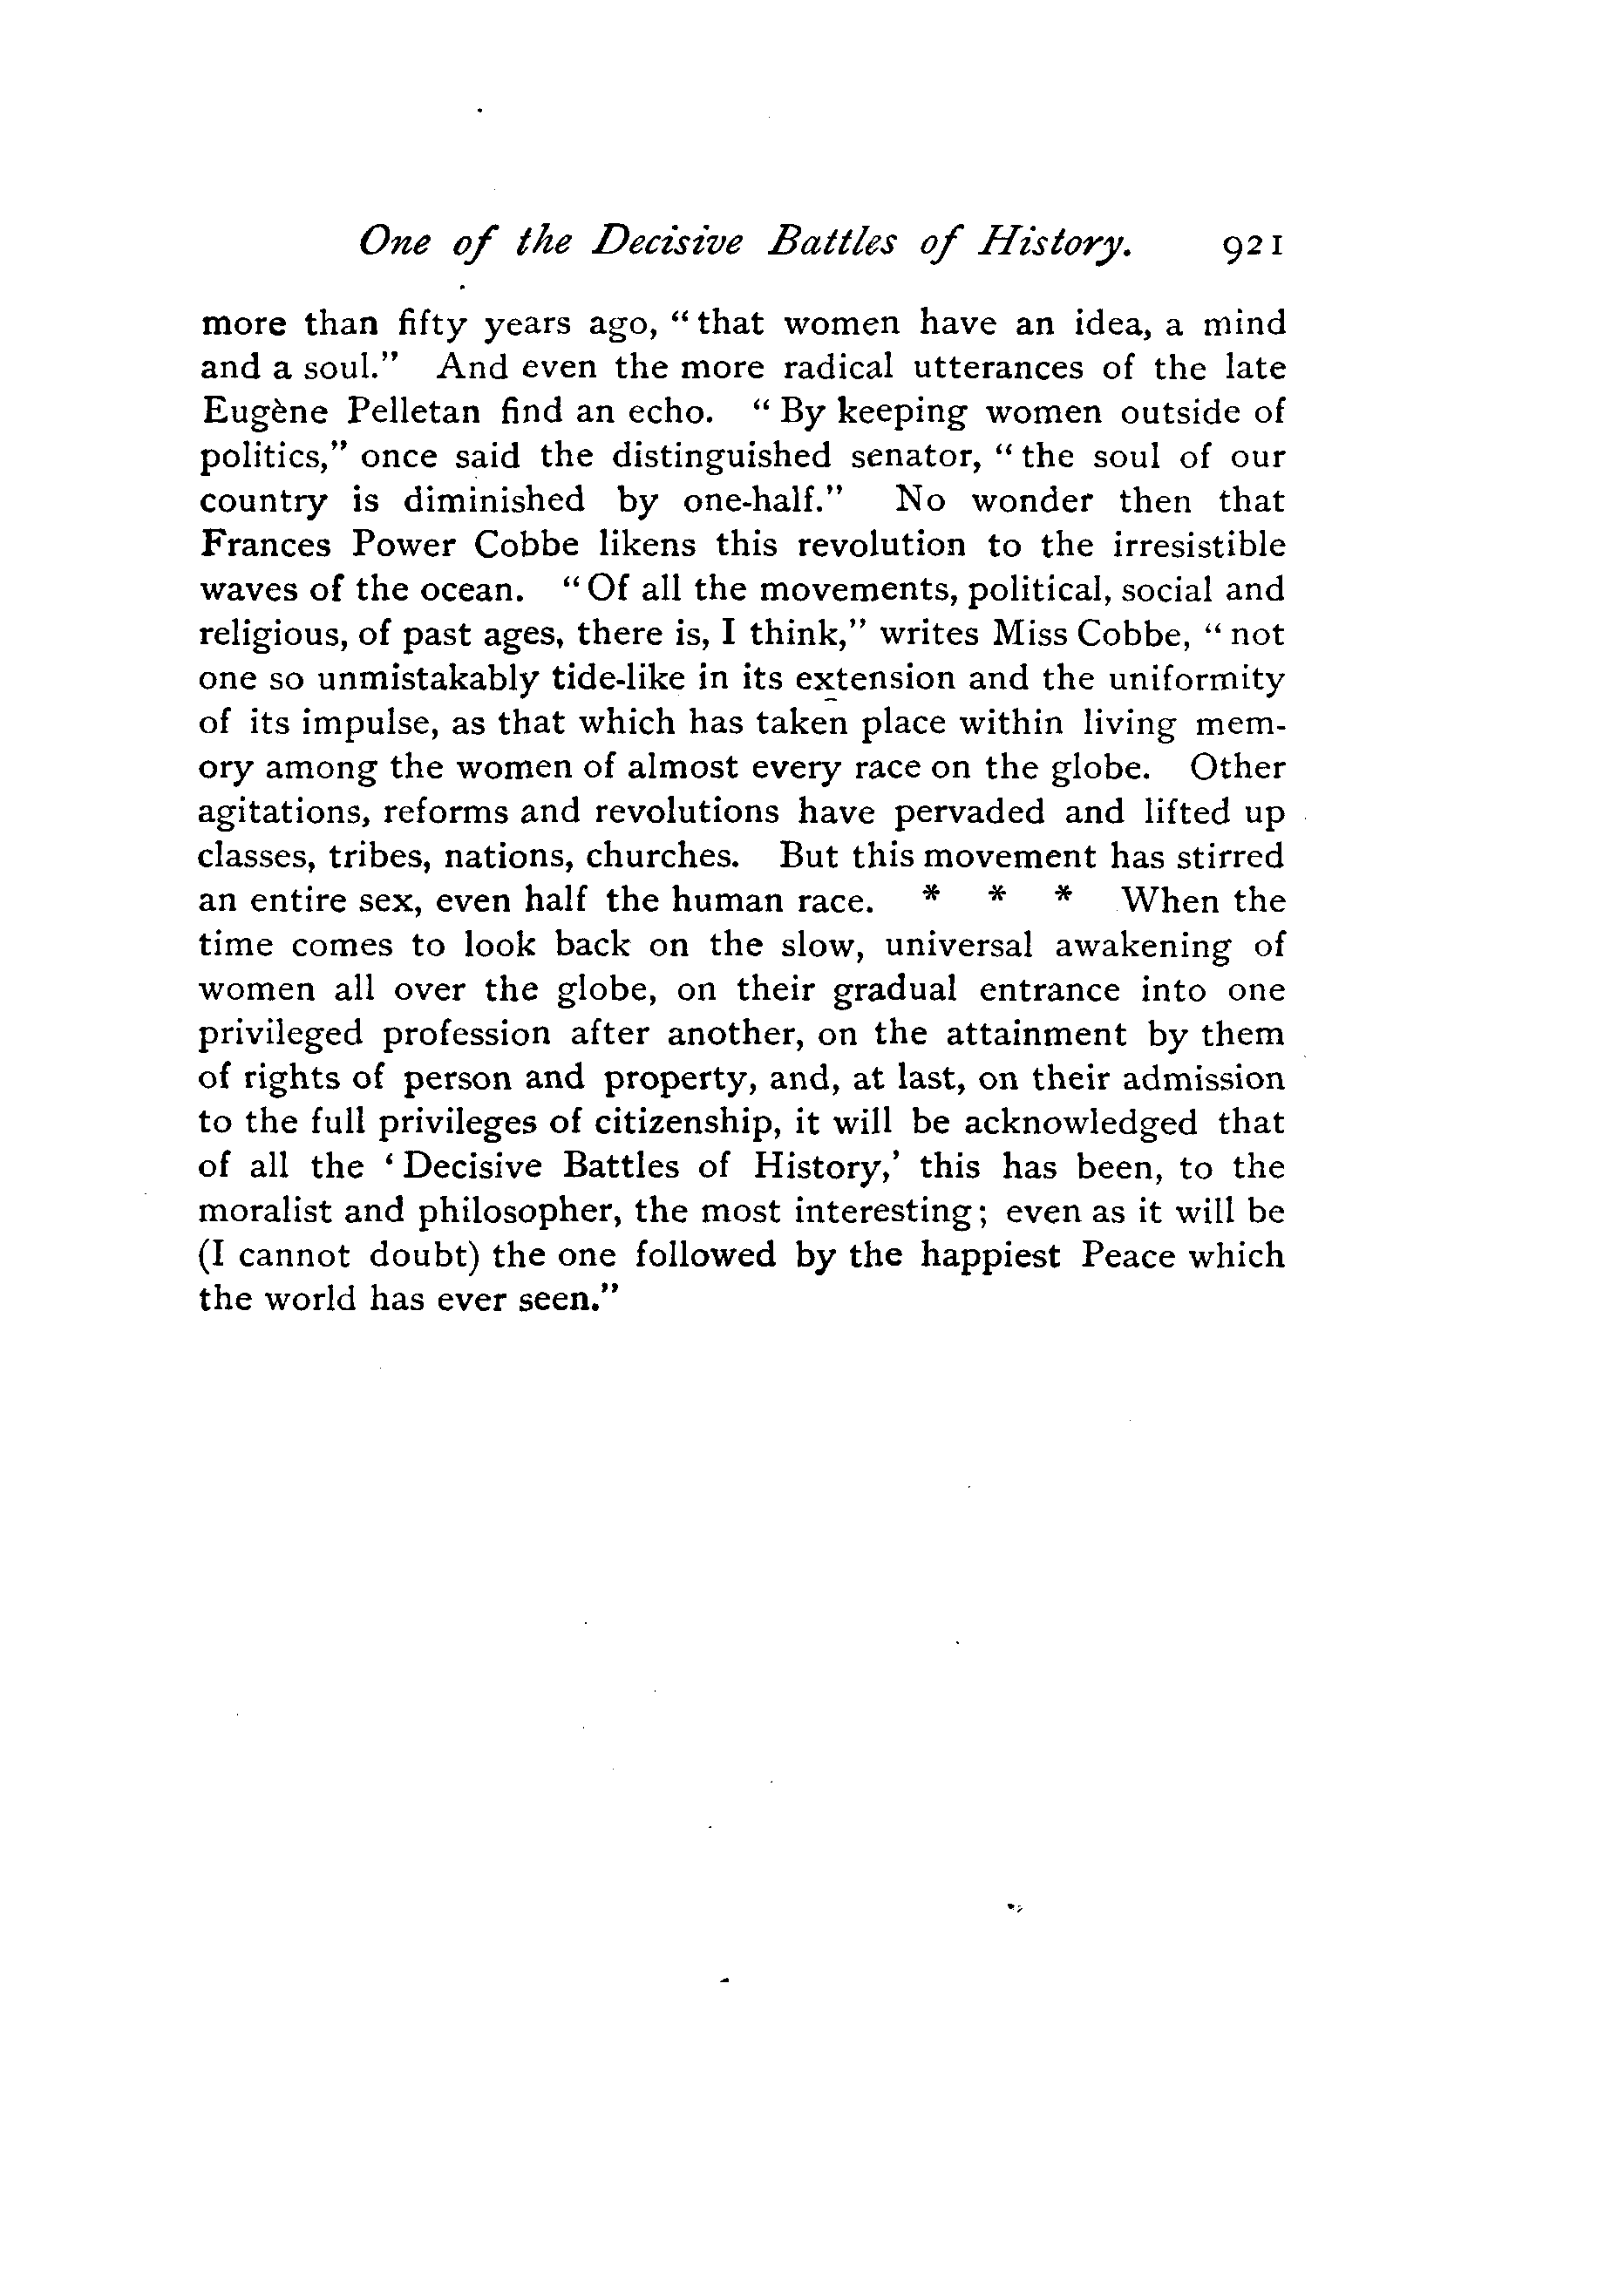 One of the Decisive Battles of History. 921
more than fifty years ago, “ that women have an idea, a mind
and a soul.” And even the more radical utterances of the late
Eugène Pelletan find an echo. “ By keeping women outside of
politics,” once said the distinguished senator, “ the soul of our
country is diminished by one-half.” No wonder then that
Frances Power Cobbe likens this revolution to the irresistible
waves of the ocean. “ Of all the movements, political, social and
religious, of past ages, there is, I think,” writes Miss Cobbe, “ not
one so unmistakably tide-like in its extension and the uniformity
of its impulse, as that which has taken place within living mem-
ory among the women of almost every race on the globe. Other
agitations, reforms and revolutions have pervaded and lifted up
classes, tribes, nations, churches. But this movement has stirred
an entire sex, even half the human race. * * * When the
time comes to look back on the slow, universal awakening of
women all over the globe, on their gradual entrance into one
privileged profession after another, on the attainment by them
of rights of person and property, and, at last, on their admission
to the full privileges of citizenship, it will be acknowledged that
of all the ‘ Decisive Battles of History,’ this has been, to the
moralist and philosopher, the most interesting; even as it will be
(I cannot doubt) the one followed by the happiest Peace which
the world has ever seen.”